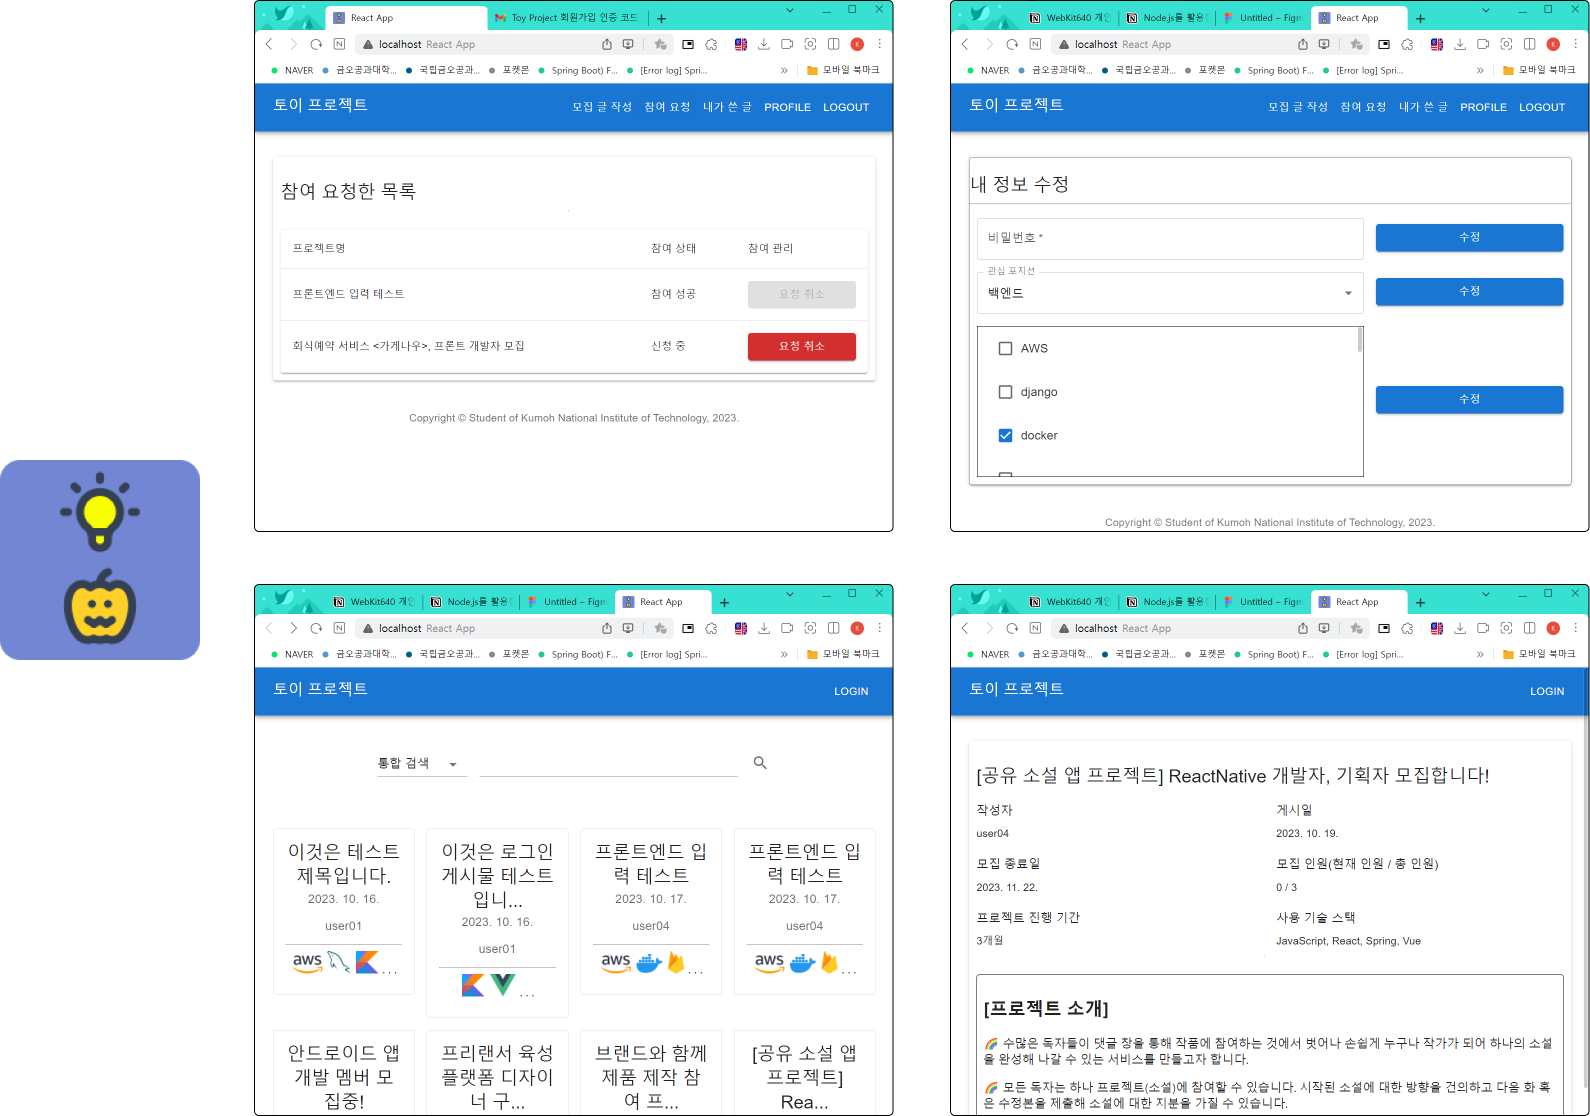 React App
Toy Project 회원가입 인증 코드
localhost React App
NAVER 금오공과대학... 국립금오공과... 포켓몬 Spring Boot) F... [Error log] Spri... 모바일 북마크
토이 프로젝트
모집 글 작성 참여 요청 내가 쓴 글 PROFILE LOGOUT
참여 요청한 목록
프로젝트명 참여 상태 참여 관리
프론트엔드 입력 테스트 참여 성공 요청 취소
회식예약 서비스 <가게나우>, 프론트 개발자 모집 신청 중 요청 취소
Copyright © Student of Kumoh National Institute of Technology, 2023.
WebKit640 개인 Node.js를 활용한 Untitled – Figm React App
localhost React App
NAVER 금오공과대학... 국립금오공과... 포켓몬 Spring Boot) F... [Error log] Spri... 모바일 북마크
토이 프로젝트
모집 글 작성 참여 요청 내가 쓴 글 PROFILE LOGOUT
내 정보 수정
비밀번호 * 수정
관심 포지션
백엔드 수정
AWS
django
수정
docker
Copyright © Student of Kumoh National Institute of Technology, 2023.
WebKit640 개인 Node.js를 활용한 Untitled – Figm React App
localhost React App
NAVER 금오공과대학... 국립금오공과... 포켓몬 Spring Boot) F... [Error log] Spri... 모바일 북마크
토이 프로젝트
LOGIN
통합 검색
이것은 테스트
제목입니다.
2023. 10. 16.
user01
aws ...
이것은 로그인
게시물 테스트
입니...
2023. 10. 16.
user01
...
프론트엔드 입
력 테스트
2023. 10. 17.
user04
aws ...
프론트엔드 입
력 테스트
2023. 10. 17.
user04
aws ...
안드로이드 앱
개발 멤버 모
집중!
프리랜서 육성
플랫폼 디자이
너 구...
브랜드와 함께
제품 제작 참
여 프...
[공유 소설 앱
프로젝트]
Rea...
WebKit640 개인 Node.js를 활용한 Untitled – Figm React App
localhost React App
NAVER 금오공과대학... 국립금오공과... 포켓몬 Spring Boot) F... [Error log] Spri... 모바일 북마크
토이 프로젝트
LOGIN
[공유 소설 앱 프로젝트] ReactNative 개발자, 기획자 모집합니다!
작성자 게시일
user04 2023. 10. 19.
모집 종료일 모집 인원(현재 인원 / 총 인원)
2023. 11. 22. 0 / 3
프로젝트 진행 기간 사용 기술 스택
3개월 JavaScript, React, Spring, Vue
[프로젝트 소개]
🌈 수많은 독자들이 댓글 창을 통해 작품에 참여하는 것에서 벗어나 손쉽게 누구나 작가가 되어 하나의 소설
을 완성해 나갈 수 있는 서비스를 만들고자 합니다.
🌈 모든 독자는 하나 프로젝트(소설)에 참여할 수 있습니다. 시작된 소설에 대한 방향을 건의하고 다음 화 혹
은 수정본을 제출해 소설에 대한 지분을 가질 수 있습니다.